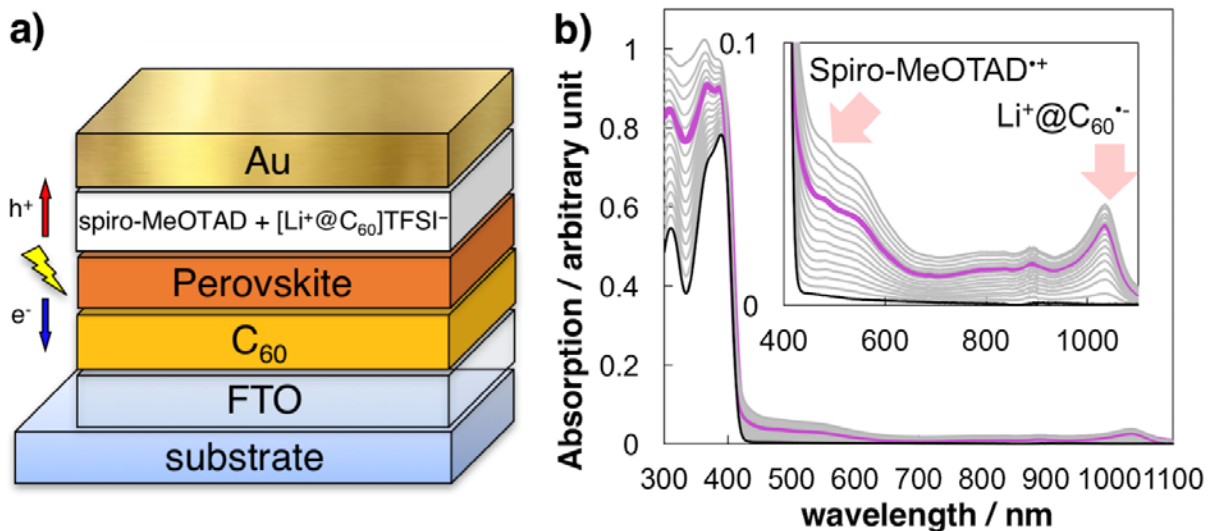 a)
Au
h⁺
spiro-MeOTAD + [Li⁺@C₆₀]TFSI⁻
Perovskite
e⁻
C₆₀
FTO
substrate
b)
Absorption / arbitrary unit
1
0.8
0.6
0.4
0.2
0
300 400 500 600 700 800 900 1000 1100
wavelength / nm
0.1
0
Spiro-MeOTAD•⁺
Li⁺@C₆₀•⁻
400 600 800 1000